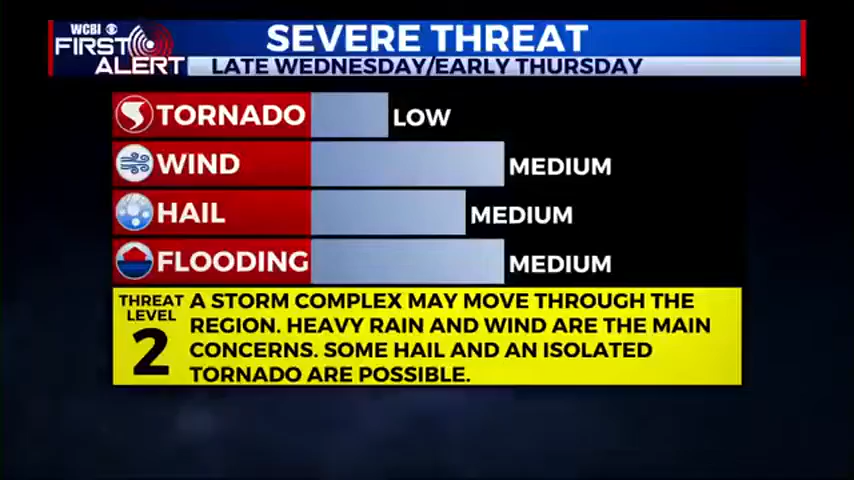 WCBI
FIRST
ALERT
SEVERE THREAT
LATE WEDNESDAY/EARLY THURSDAY
TORNADO LOW
WIND MEDIUM
HAIL MEDIUM
FLOODING MEDIUM
THREAT LEVEL 2
A STORM COMPLEX MAY MOVE THROUGH THE
REGION. HEAVY RAIN AND WIND ARE THE MAIN
CONCERNS. SOME HAIL AND AN ISOLATED
TORNADO ARE POSSIBLE.